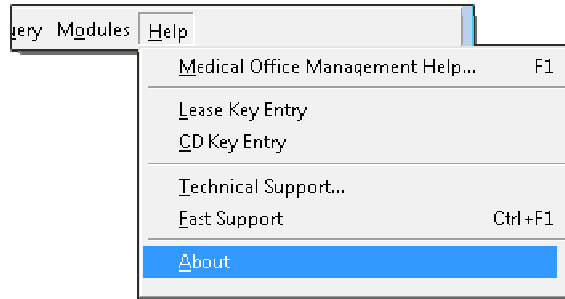 Modules Help
Medical Office Management Help... F1
Lease Key Entry
CD Key Entry
Technical Support...
Fast Support Ctrl+F1
About